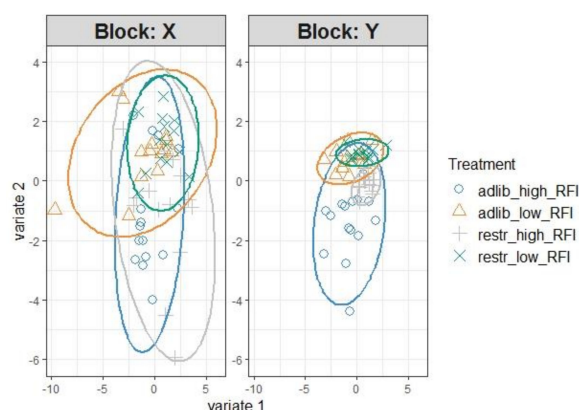 Block: X Block: Y
4 4
2 2
0 0
-2 -2
-4 -4
-6 -6
variate 2
-10 -5 0 5 -10 -5 0 5
variate 1
Treatment
adlib_high_RFI
adlib_low_RFI
restr_high_RFI
restr_low_RFI